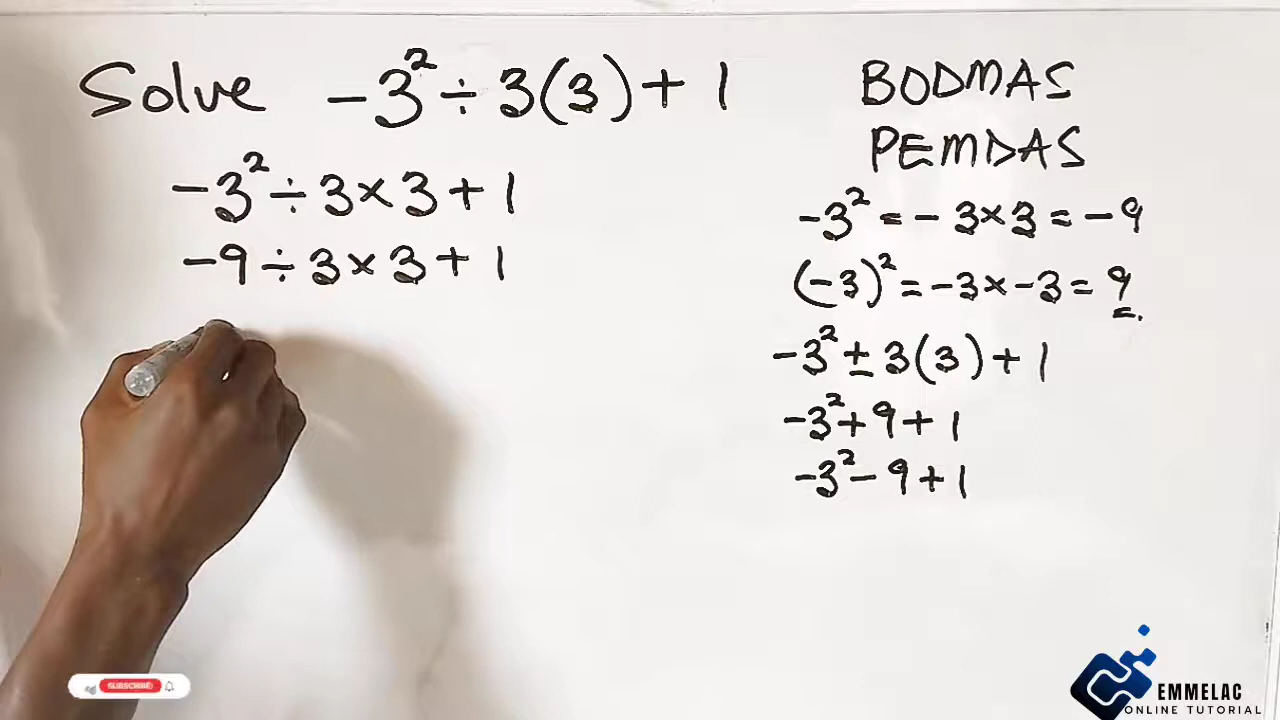 Solve -3² ÷ 3(3) + 1
-3² ÷ 3 × 3 + 1
-9 ÷ 3 × 3 + 1
BODMAS
PEMDAS
-3² = - 3×3 = -9
(-3)² = -3×-3 = 9
-3² ± 3(3) + 1
-3² + 9 + 1
-3² - 9 + 1
SUBSCRIBE
EMMELAC
ONLINE TUTORIAL